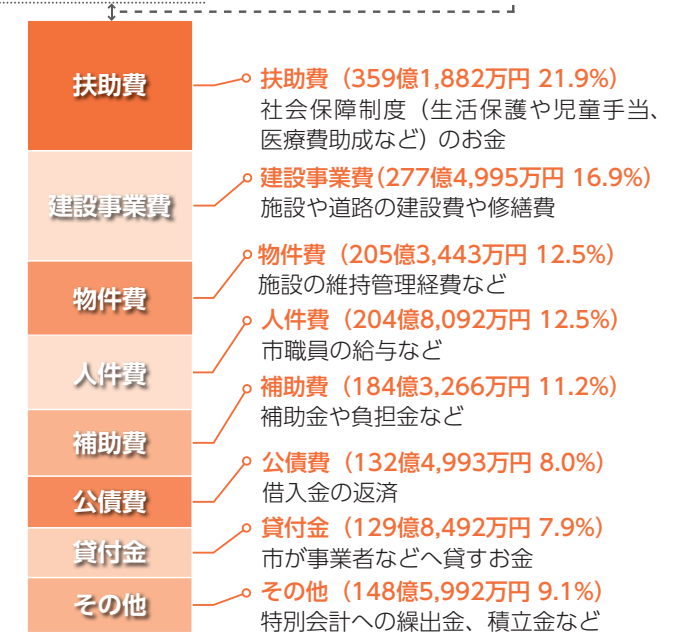 扶助費
扶助費（359億1,882万円 21.9%）
社会保障制度（生活保護や児童手当、
医療費助成など）のお金
建設事業費
建設事業費（277億4,995万円 16.9%）
施設や道路の建設費や修繕費
物件費
物件費（205億3,443万円 12.5%）
施設の維持管理経費など
人件費
人件費（204億8,092万円 12.5%）
市職員の給与など
補助費
補助費（184億3,266万円 11.2%）
補助金や負担金など
公債費
公債費（132億4,993万円 8.0%）
借入金の返済
貸付金
貸付金（129億8,492万円 7.9%）
市が事業者などへ貸すお金
その他
その他（148億5,992万円 9.1%）
特別会計への繰出金、積立金など